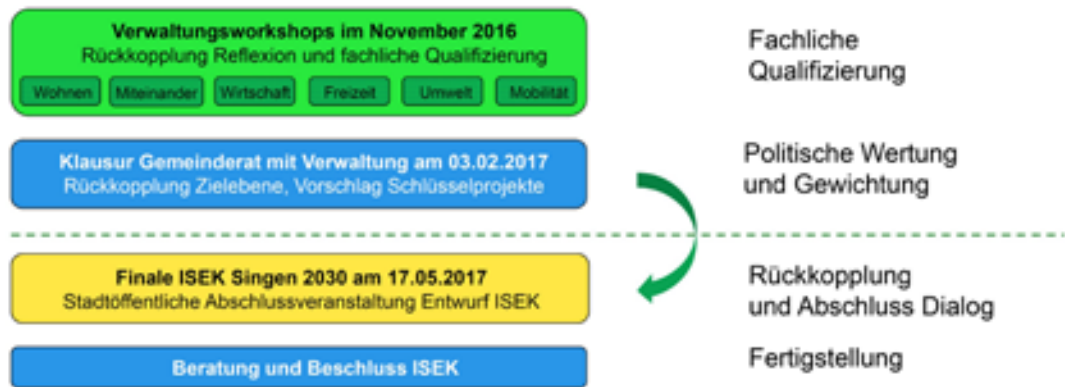 Verwaltungsworkshops im November 2016
Rückkopplung Reflexion und fachliche Qualifizierung
Wohnen Miteinander Wirtschaft Freizeit Umwelt Mobilität
Fachliche
Qualifizierung
Klausur Gemeinderat mit Verwaltung am 03.02.2017
Rückkopplung Zielebene, Vorschlag Schlüsselprojekte
Politische Wertung
und Gewichtung
Finale ISEK Singen 2030 am 17.05.2017
Stadtöffentliche Abschlussveranstaltung Entwurf ISEK
Rückkopplung
und Abschluss Dialog
Beratung und Beschluss ISEK
Fertigstellung